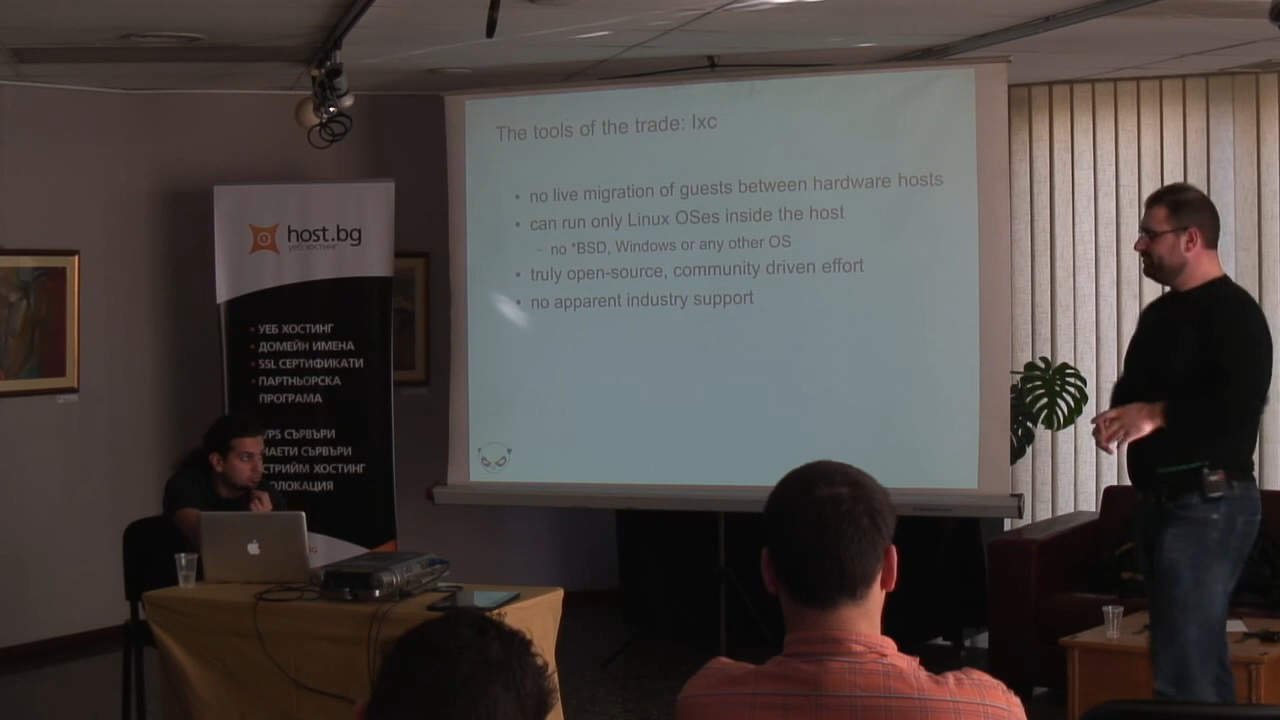 The tools of the trade: lxc
• no live migration of guests between hardware hosts
• can run only Linux OSes inside the host
– no *BSD, Windows or any other OS
• truly open-source, community driven effort
• no apparent industry support
host.bg
уеб хостинг
• УЕБ ХОСТИНГ
• ДОМЕЙН ИМЕНА
• SSL СЕРТИФИКАТИ
• ПАРТНЬОРСКА
ПРОГРАМА
VPS СЪРВЪРИ
НАЕТИ СЪРВЪРИ
СТРИЙМ ХОСТИНГ
КОЛОКАЦИЯ